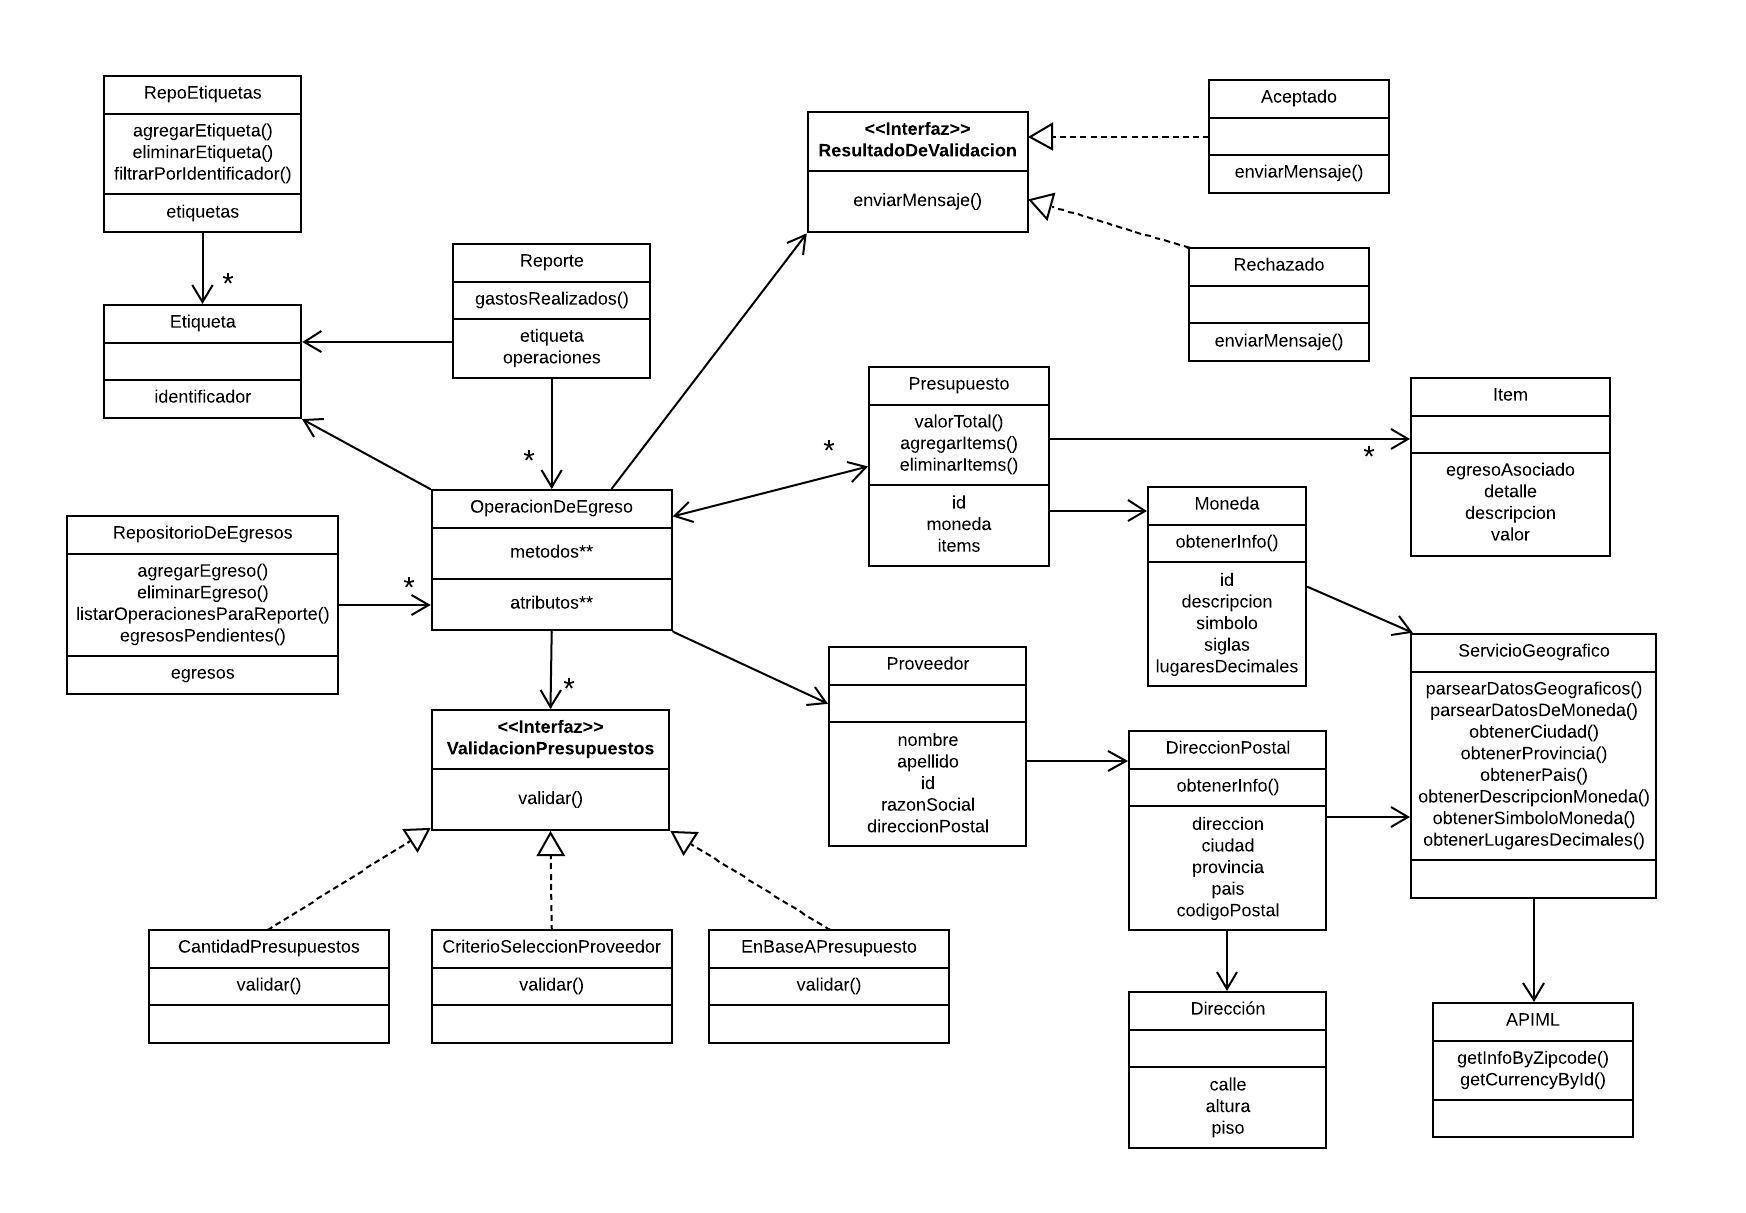 RepoEtiquetas
agregarEtiqueta()
eliminarEtiqueta()
filtrarPorIdentificador()
etiquetas
*
Etiqueta
identificador
Reporte
gastosRealizados()
etiqueta
operaciones
*
<<Interfaz>>
ResultadoDeValidacion
enviarMensaje()
Aceptado
enviarMensaje()
Rechazado
enviarMensaje()
Presupuesto
valorTotal()
agregarItems()
eliminarItems()
id
moneda
items
*
Item
egresoAsociado
detalle
descripcion
valor
*
OperacionDeEgreso
metodos**
atributos**
RepositorioDeEgresos
agregarEgreso()
eliminarEgreso()
listarOperacionesParaReporte()
egresosPendientes()
egresos
*
Moneda
obtenerInfo()
id
descripcion
simbolo
siglas
lugaresDecimales
ServicioGeografico
parsearDatosGeograficos()
parsearDatosDeMoneda()
obtenerCiudad()
obtenerProvincia()
obtenerPais()
obtenerDescripcionMoneda()
obtenerSimboloMoneda()
obtenerLugaresDecimales()
Proveedor
nombre
apellido
id
razonSocial
direccionPostal
*
<<Interfaz>>
ValidacionPresupuestos
validar()
DireccionPostal
obtenerInfo()
direccion
ciudad
provincia
pais
codigoPostal
CantidadPresupuestos
validar()
CriterioSeleccionProveedor
validar()
EnBaseAPresupuesto
validar()
Dirección
calle
altura
piso
APIML
getInfoByZipcode()
getCurrencyById()